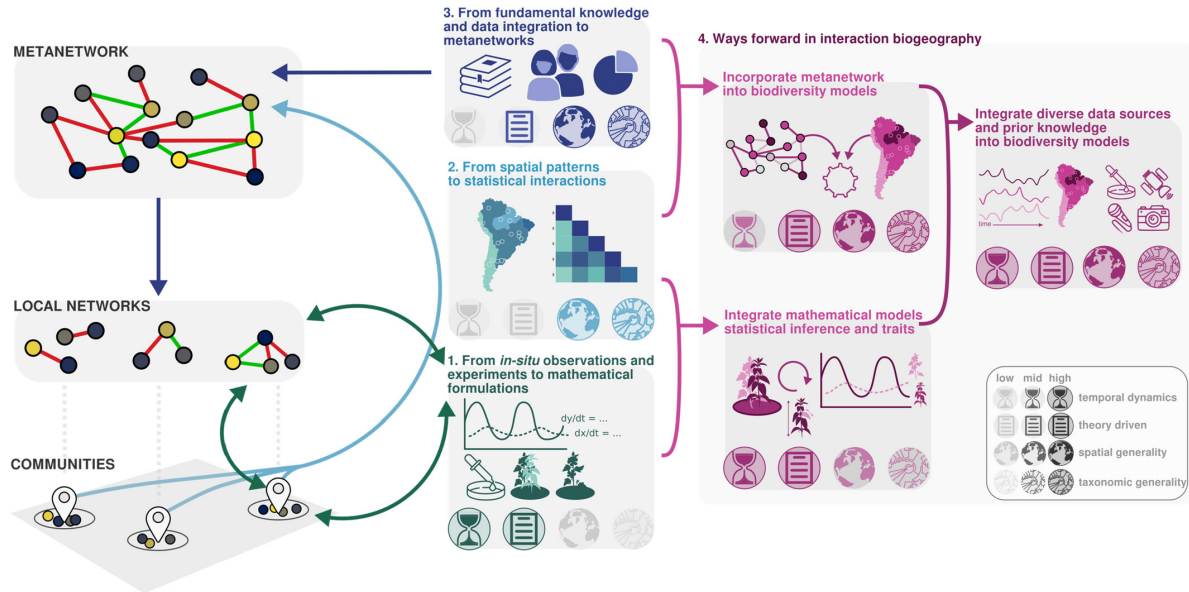 METANETWORK
3. From fundamental knowledge
and data integration to
metanetworks
2. From spatial patterns
to statistical interactions
LOCAL NETWORKS
1. From in-situ observations and
experiments to mathematical
formulations
dy/dt = ...
dx/dt = ...
COMMUNITIES
4. Ways forward in interaction biogeography
Incorporate metanetwork
into biodiversity models
Integrate mathematical models
statistical inference and traits
Integrate diverse data sources
and prior knowledge
into biodiversity models
time
low mid high
temporal dynamics
theory driven
spatial generality
taxonomic generality